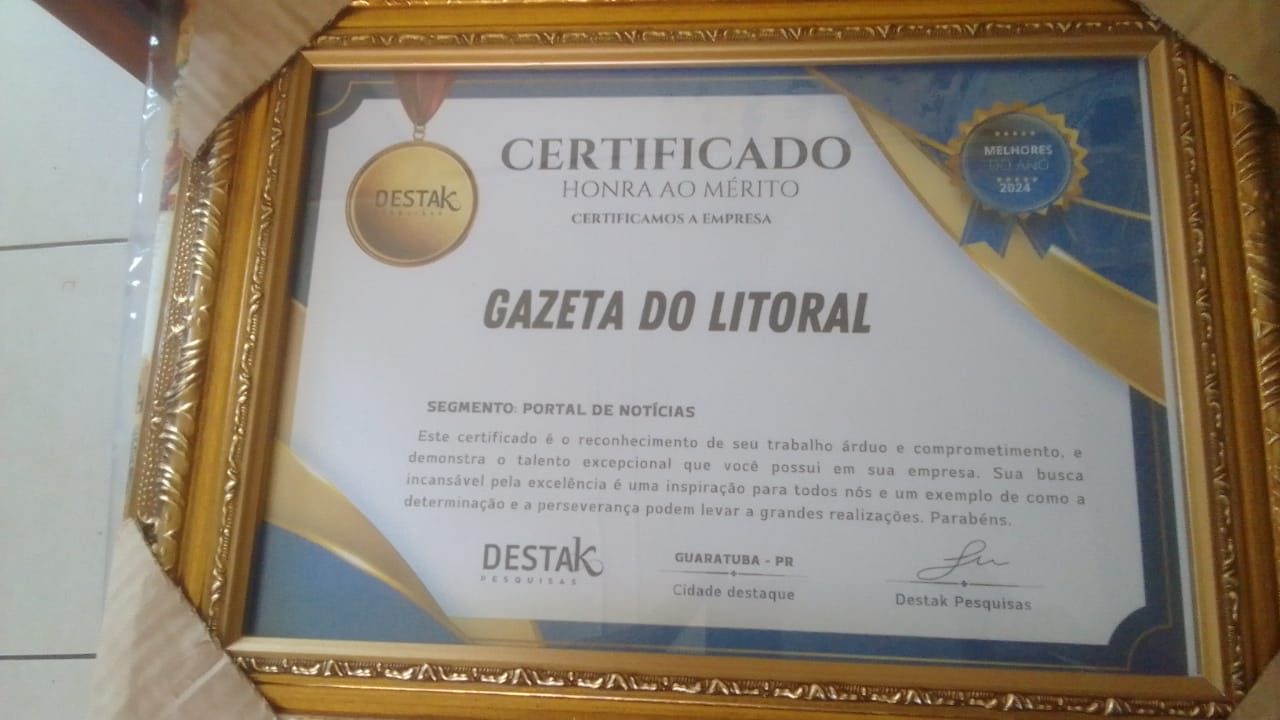 CERTIFICADO
HONRA AO MÉRITO
CERTIFICAMOS A EMPRESA
DESTAK
PESQUISAS
MELHORES
DO ANO
2024
GAZETA DO LITORAL
SEGMENTO: PORTAL DE NOTÍCIAS
Este certificado é o reconhecimento de seu trabalho árduo e comprometimento, e
demonstra o talento excepcional que você possui em sua empresa. Sua busca
incansável pela excelência é uma inspiração para todos nós e um exemplo de como a
determinação e a perseverança podem levar a grandes realizações. Parabéns.
DESTAK
PESQUISAS
GUARATUBA - PR
Cidade destaque
Destak Pesquisas